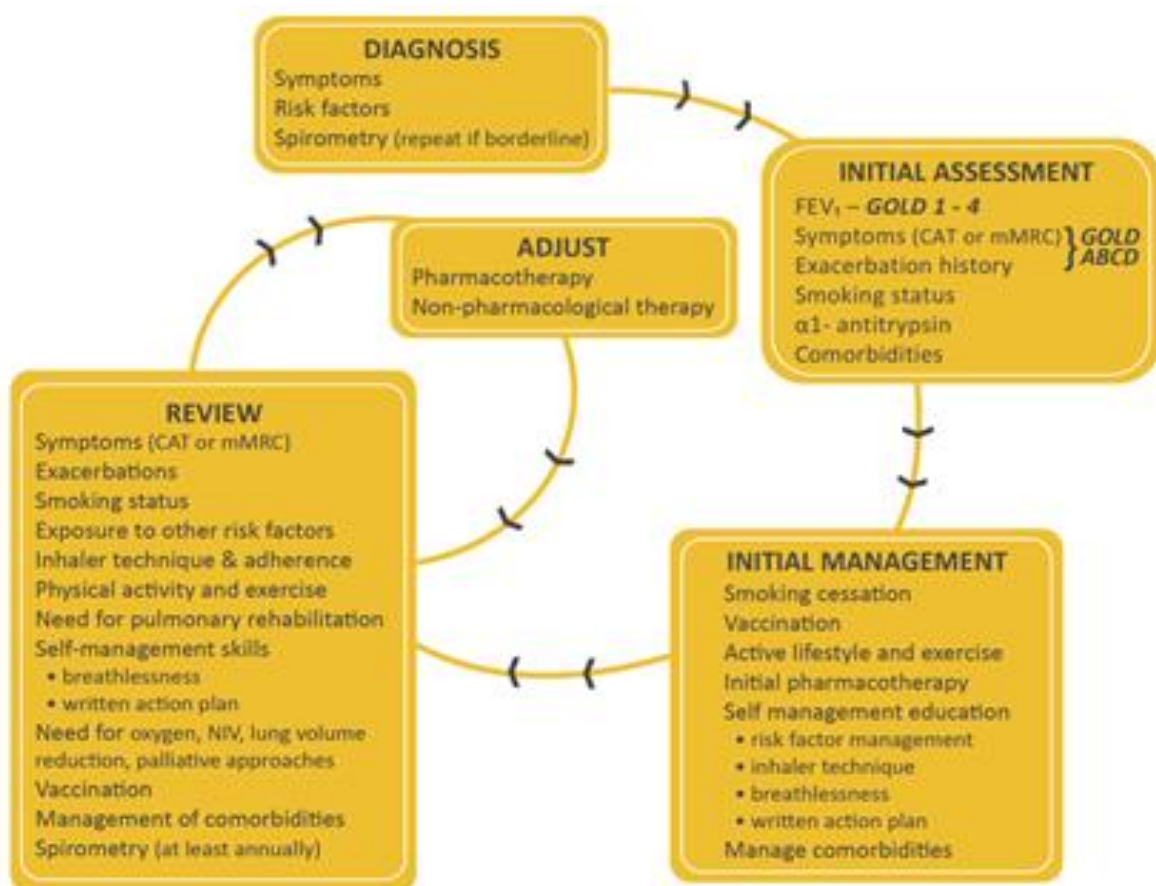 DIAGNOSIS
Symptoms
Risk factors
Spirometry (repeat if borderline)
INITIAL ASSESSMENT
FEV₁ – GOLD 1 - 4
Symptoms (CAT or mMRC) } GOLD
Exacerbation history } ABCD
Smoking status
α1- antitrypsin
Comorbidities
ADJUST
Pharmacotherapy
Non-pharmacological therapy
REVIEW
Symptoms (CAT or mMRC)
Exacerbations
Smoking status
Exposure to other risk factors
Inhaler technique & adherence
Physical activity and exercise
Need for pulmonary rehabilitation
Self-management skills
• breathlessness
• written action plan
Need for oxygen, NIV, lung volume
reduction, palliative approaches
Vaccination
Management of comorbidities
Spirometry (at least annually)
INITIAL MANAGEMENT
Smoking cessation
Vaccination
Active lifestyle and exercise
Initial pharmacotherapy
Self management education
• risk factor management
• inhaler technique
• breathlessness
• written action plan
Manage comorbidities